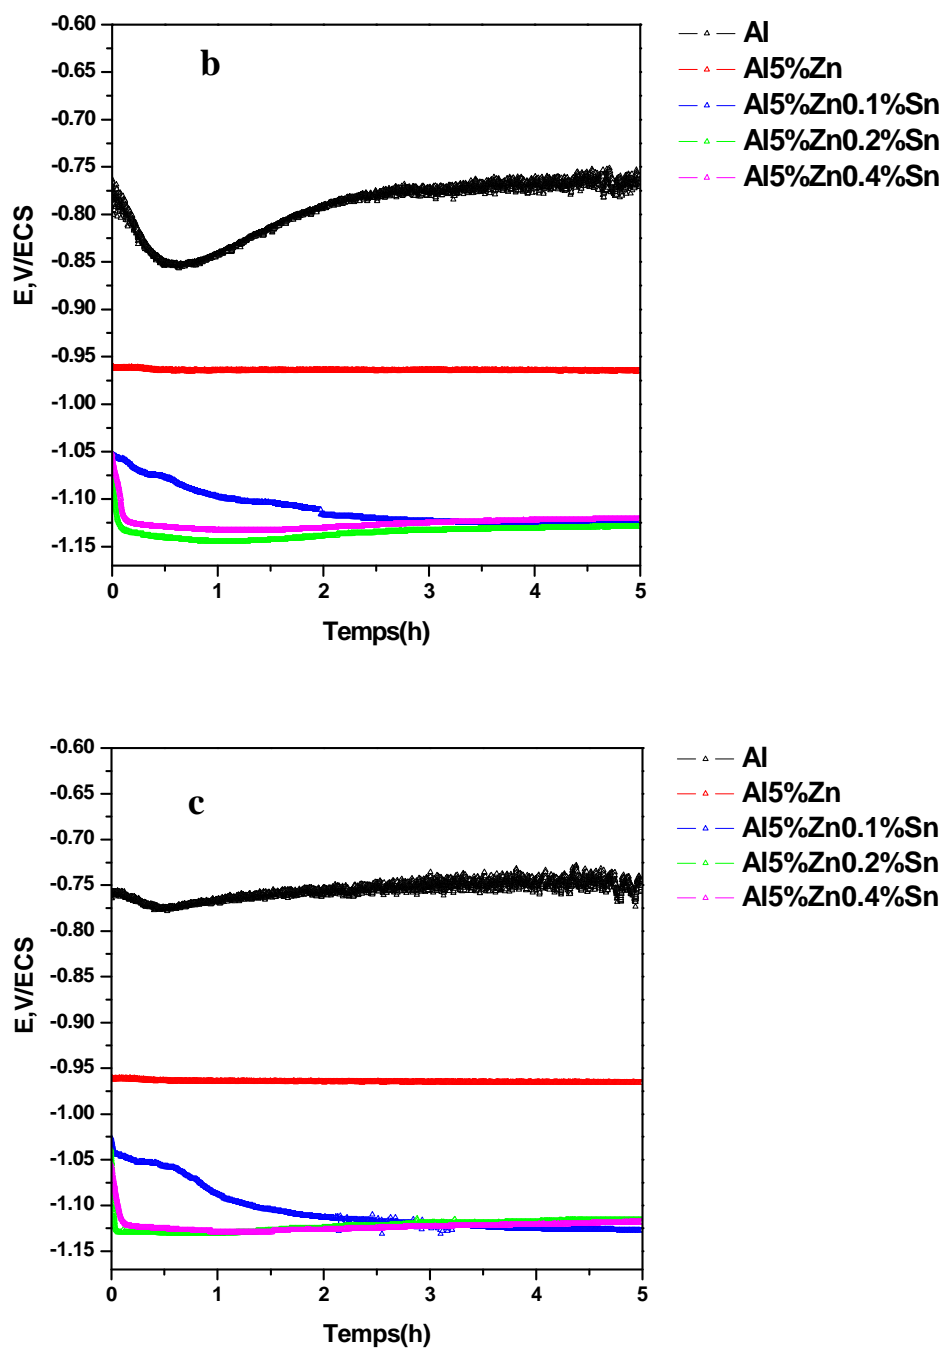 b
E,V/ECS
-0.60
-0.65
-0.70
-0.75
-0.80
-0.85
-0.90
-0.95
-1.00
-1.05
-1.10
-1.15
0 1 2 3 4 5
Temps(h)
Al
Al5%Zn
Al5%Zn0.1%Sn
Al5%Zn0.2%Sn
Al5%Zn0.4%Sn
c
E,V/ECS
-0.60
-0.65
-0.70
-0.75
-0.80
-0.85
-0.90
-0.95
-1.00
-1.05
-1.10
-1.15
0 1 2 3 4 5
Temps(h)
Al
Al5%Zn
Al5%Zn0.1%Sn
Al5%Zn0.2%Sn
Al5%Zn0.4%Sn